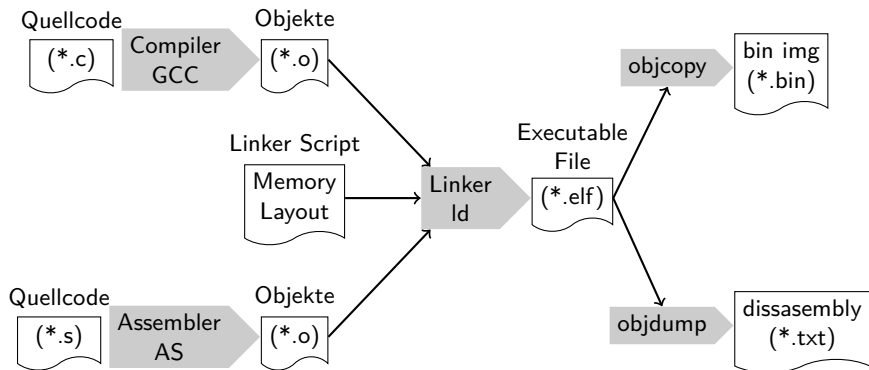 Quellcode
(*.c)
Compiler
GCC
Objekte
(*.o)
Linker Script
Memory
Layout
Quellcode
(*.s)
Assembler
AS
Objekte
(*.o)
Linker
ld
Executable
File
(*.elf)
objcopy
bin img
(*.bin)
objdump
dissasembly
(*.txt)